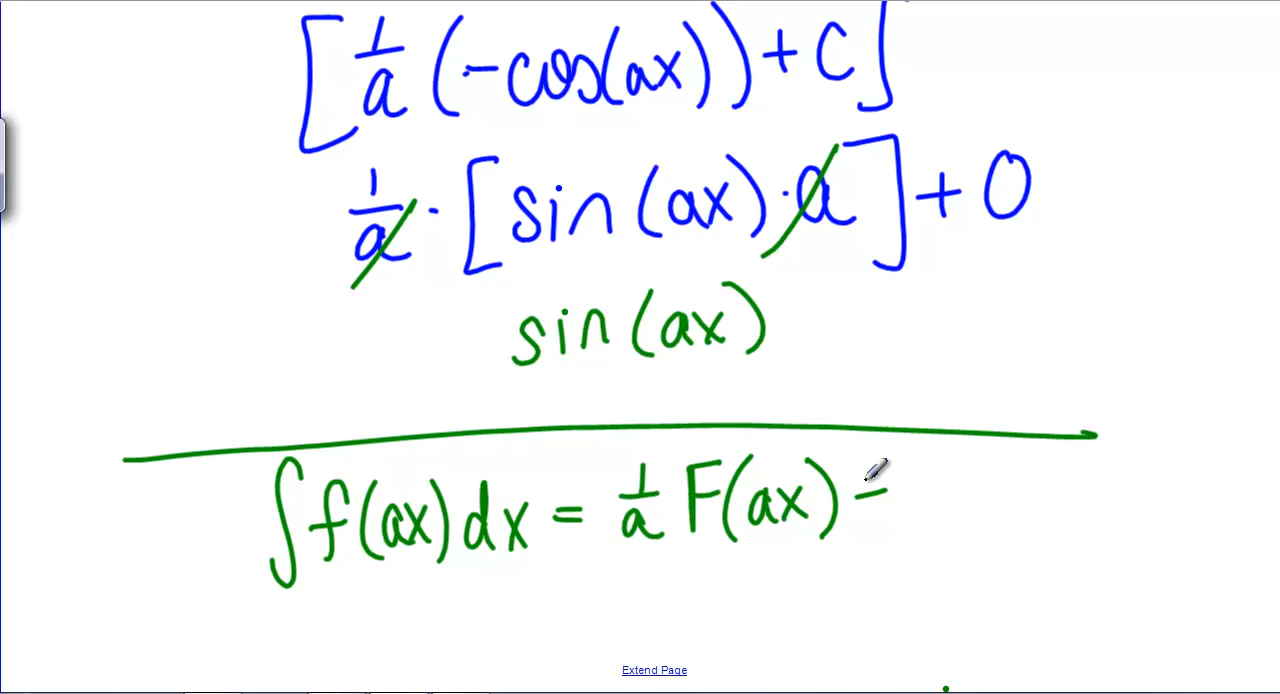 [1/a (-cos(ax)) + C]
1/a · [sin(ax) · a] + 0
sin(ax)
∫f(ax)dx = 1/a F(ax) -
Extend Page